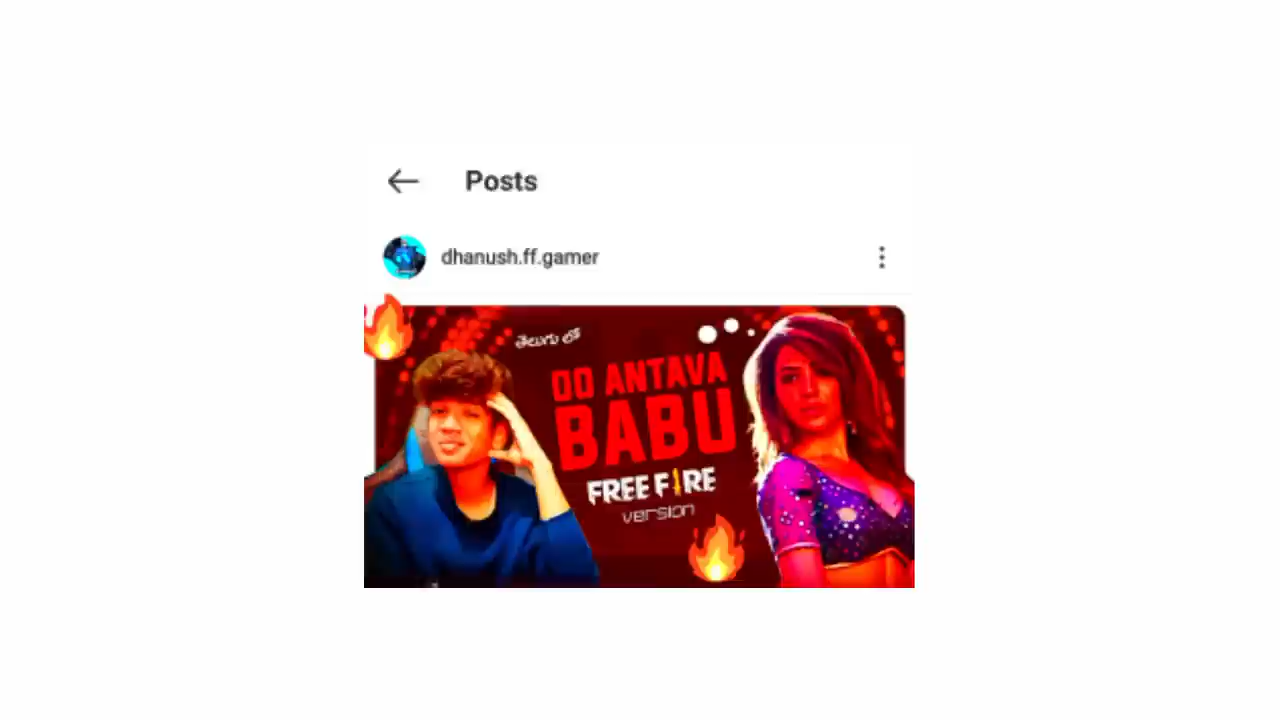 Posts
dhanush.ff.gamer
తెలుగు లో
OO ANTAVA
BABU
FREE FIRE
version